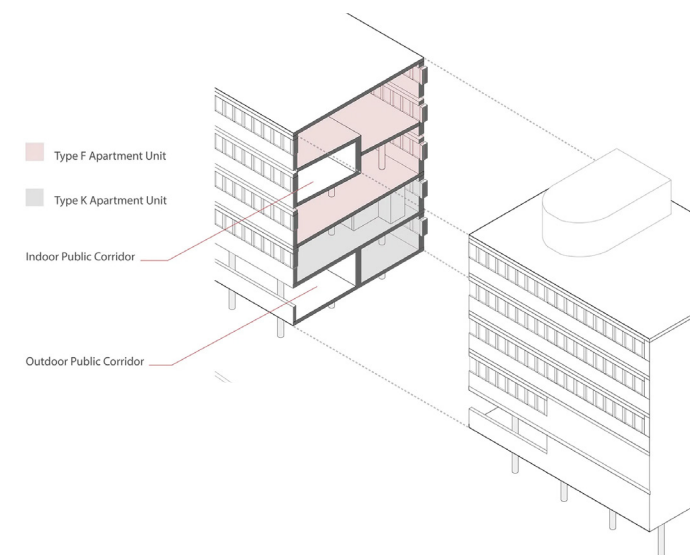 Type F Apartment Unit
Type K Apartment Unit
Indoor Public Corridor
Outdoor Public Corridor